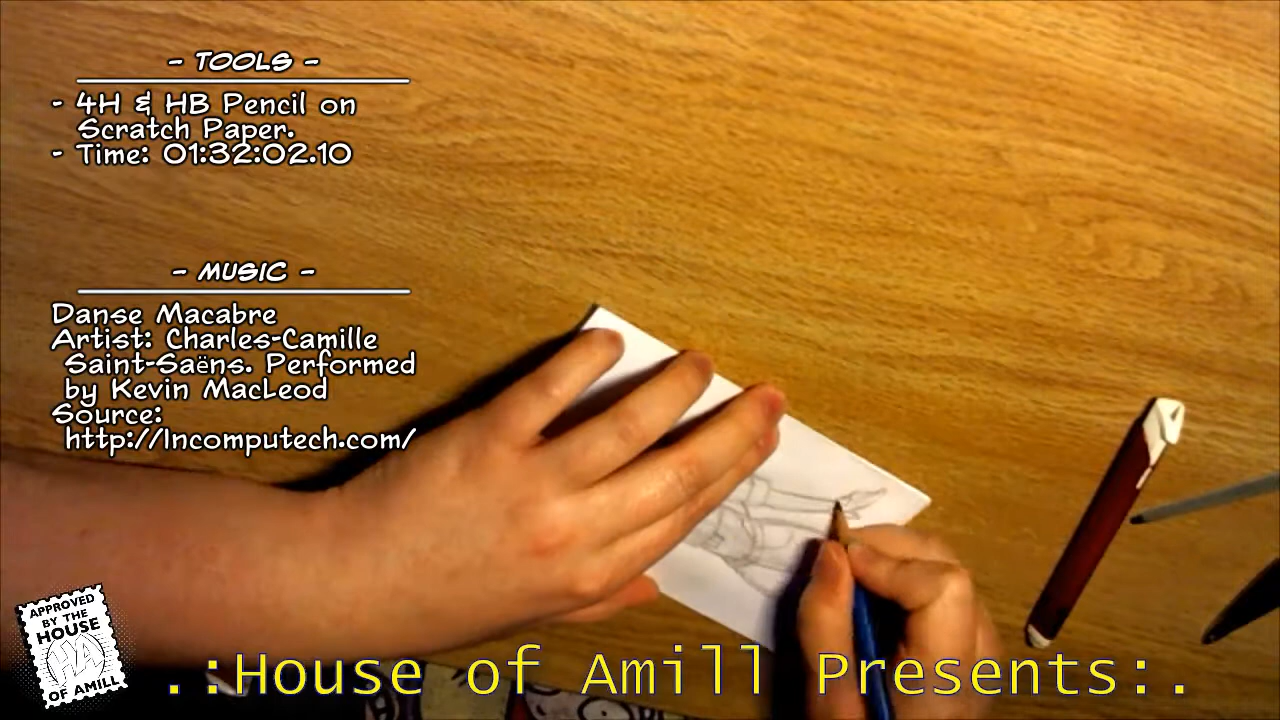 - TOOLS -
- 4H & HB Pencil on
Scratch Paper.
- Time: 01:32:02.10
- MUSIC -
Danse Macabre
Artist: Charles-Camille
Saint-Saëns. Performed
by Kevin MacLeod
Source:
http://Incomputech.com/
APPROVED
BY THE
HOUSE
HA
OF AMILL
.:House of Amill Presents:.